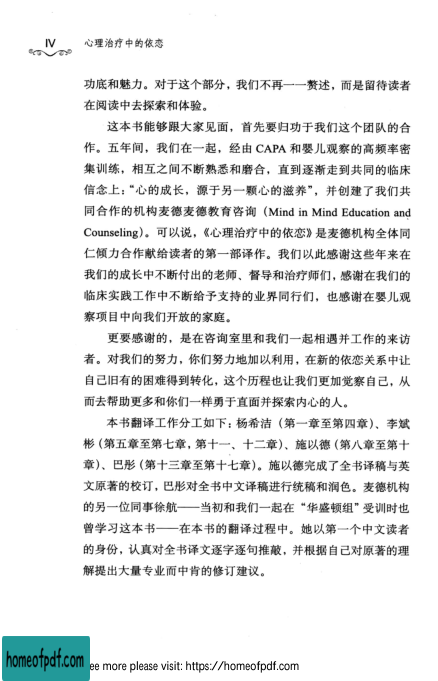 IV 心理治疗中的依恋
功底和魅力。对于这个部分，我们不再一一赘述，而是留待读者
在阅读中去探索和体验。
这本书能够跟大家见面，首先要归功于我们这个团队的合
作。五年间，我们在一起，经由 CAPA 和婴儿观察的高频率密
集训练，相互之间不断熟悉和磨合，直到逐渐走到共同的临床
信念上：“心的成长，源于另一颗心的滋养”，并创建了我们共
同合作的机构麦德麦德教育咨询（Mind in Mind Education and
Counseling）。可以说，《心理治疗中的依恋》是麦德机构全体同
仁倾力合作献给读者的第一部译作。我们以此感谢这些年来在
我们的成长中不断付出的老师、督导和治疗师们，感谢在我们的
临床实践工作中不断给予支持的业界同行们，也感谢在婴儿观
察项目中向我们开放的家庭。
更要感谢的，是在咨询室里和我们一起相遇并工作的来访
者。对我们的努力，你们努力地加以利用，在新的依恋关系中让
自己旧有的困难得到转化，这个历程也让我们更加觉察自己，从
而去帮助更多和你们一样勇于直面并探索内心的人。
本书翻译工作分工如下：杨希洁（第一章至第四章）、李斌
彬（第五章至第七章，第十一、十二章）、施以德（第八章至第十
章）、巴彤（第十三章至第十七章）。施以德完成了全书译稿与英
文原著的校订，巴彤对全书中文译稿进行统稿和润色。麦德机构
的另一位同事徐航——当初和我们一起在“华盛顿组”受训时也
曾学习这本书——在本书的翻译过程中。她以第一个中文读者
的身份，认真对全书译文逐字逐句推敲，并根据自己对原著的理
解提出大量专业而中肯的修订建议。
homeofpdf.com ee more please visit: https://homeofpdf.com